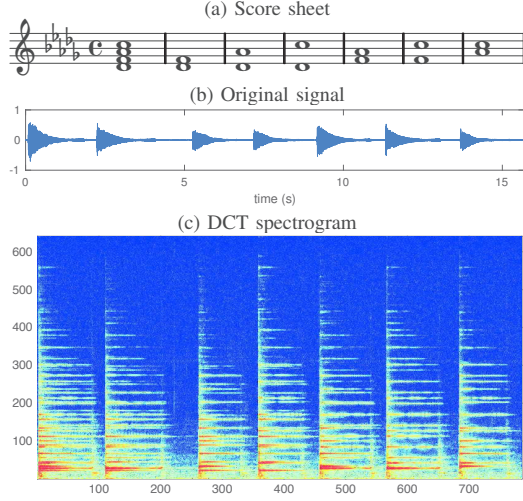 (a) Score sheet
(b) Original signal
1
0
-1
0 5 10 15
time (s)
(c) DCT spectrogram
600
500
400
300
200
100
100 200 300 400 500 600 700